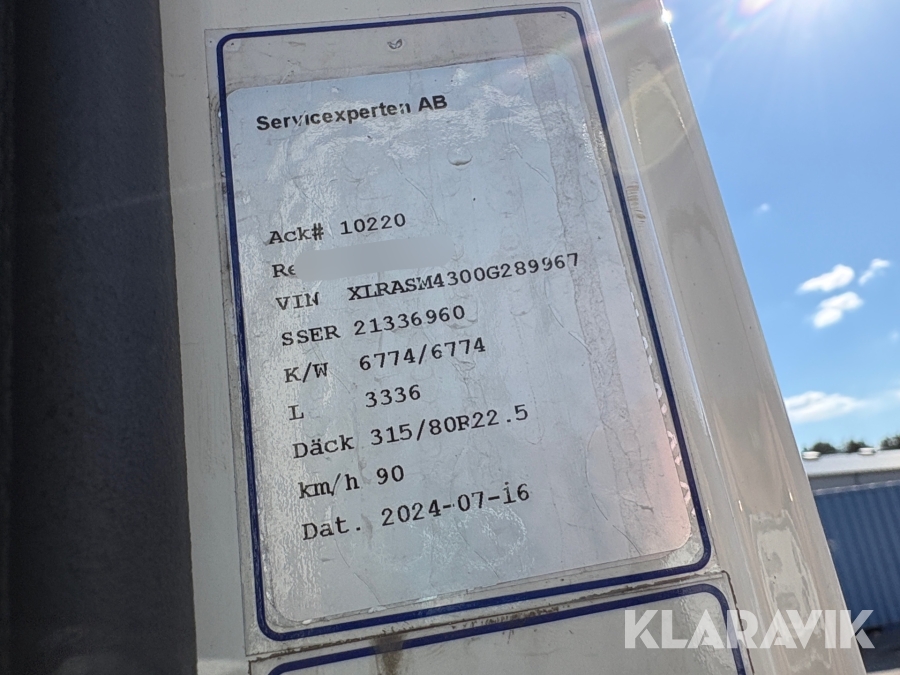 Servicexperten AB
Ack# 10220
Re
VIN XLRASM4300G289967
SSER 21336960
K/W 6774/6774
L 3336
Däck 315/80R22.5
km/h 90
Dat. 2024-07-16
KLARAVIK